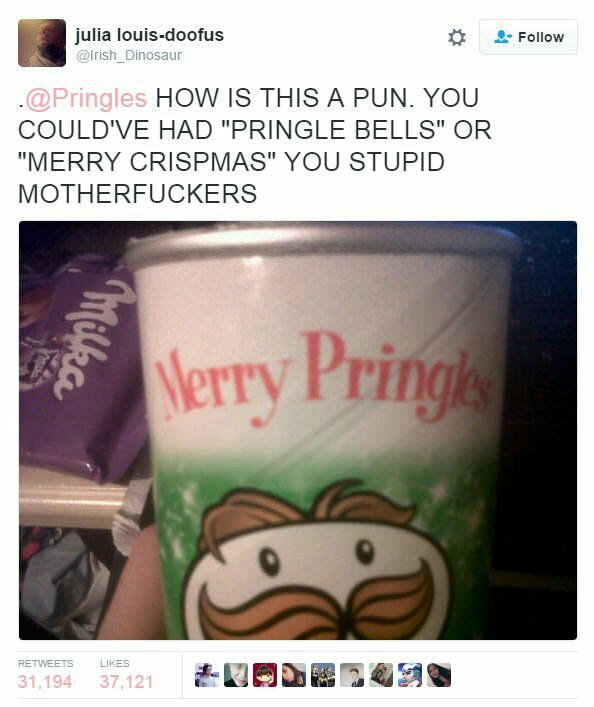 julia louis-doofus
@Irish_Dinosaur
Follow
.@Pringles HOW IS THIS A PUN. YOU
COULD'VE HAD "PRINGLE BELLS" OR
"MERRY CRISPMAS" YOU STUPID
MOTHERFUCKERS
Milka
Merry Pringles
RETWEETS LIKES
31,194 37,121